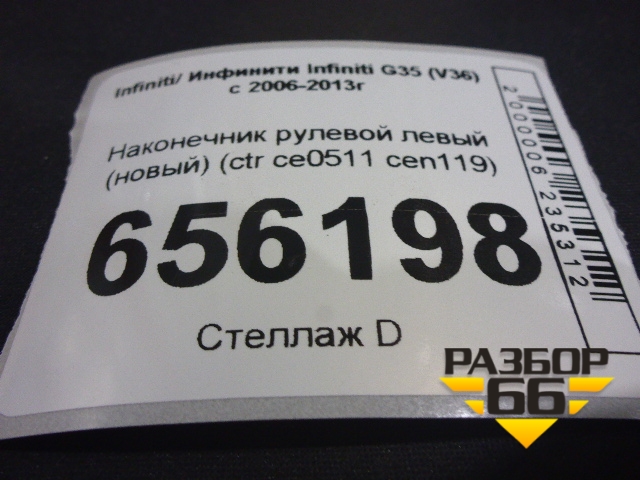 Infiniti/ Инфинити Infiniti G35 (V36)
с 2006-2013г
Наконечник рулевой левый
(новый) (ctr ce0511 cen119)
656198
Стеллаж D
2000006235312
РАЗБОР
66